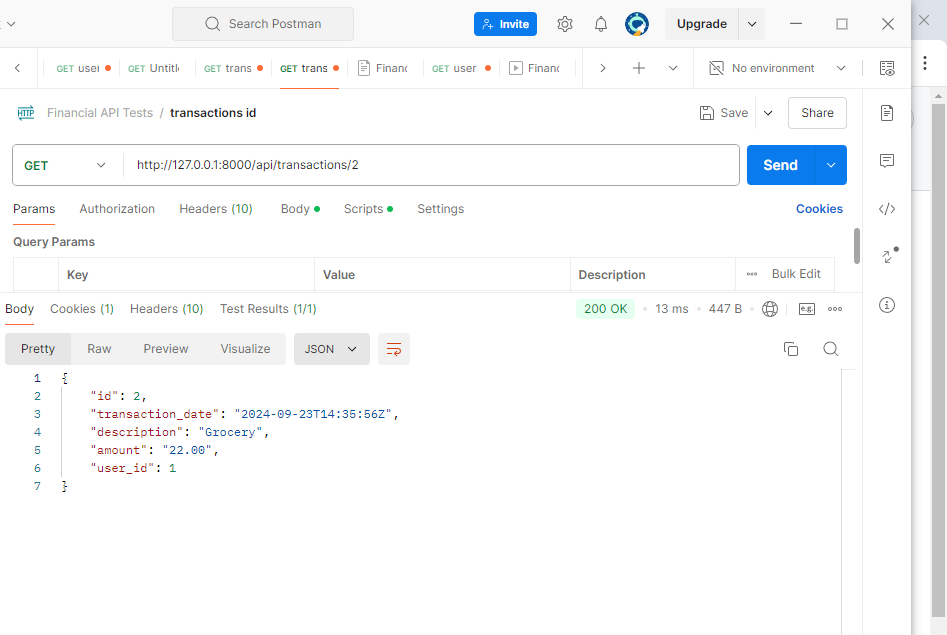 Search Postman
Invite
Upgrade
GET user
GET Untitl
GET trans
GET trans
Financ
GET user
Financ
No environment
HTTP
Financial API Tests / transactions id
Save
Share
GET
http://127.0.0.1:8000/api/transactions/2
Send
Params
Authorization
Headers (10)
Body
Scripts
Settings
Cookies
Query Params
Key
Value
Description
Bulk Edit
Body
Cookies (1)
Headers (10)
Test Results (1/1)
200 OK
13 ms
447 B
e.g.
Pretty
Raw
Preview
Visualize
JSON
1 {
2 "id": 2,
3 "transaction_date": "2024-09-23T14:35:56Z",
4 "description": "Grocery",
5 "amount": "22.00",
6 "user_id": 1
7 }